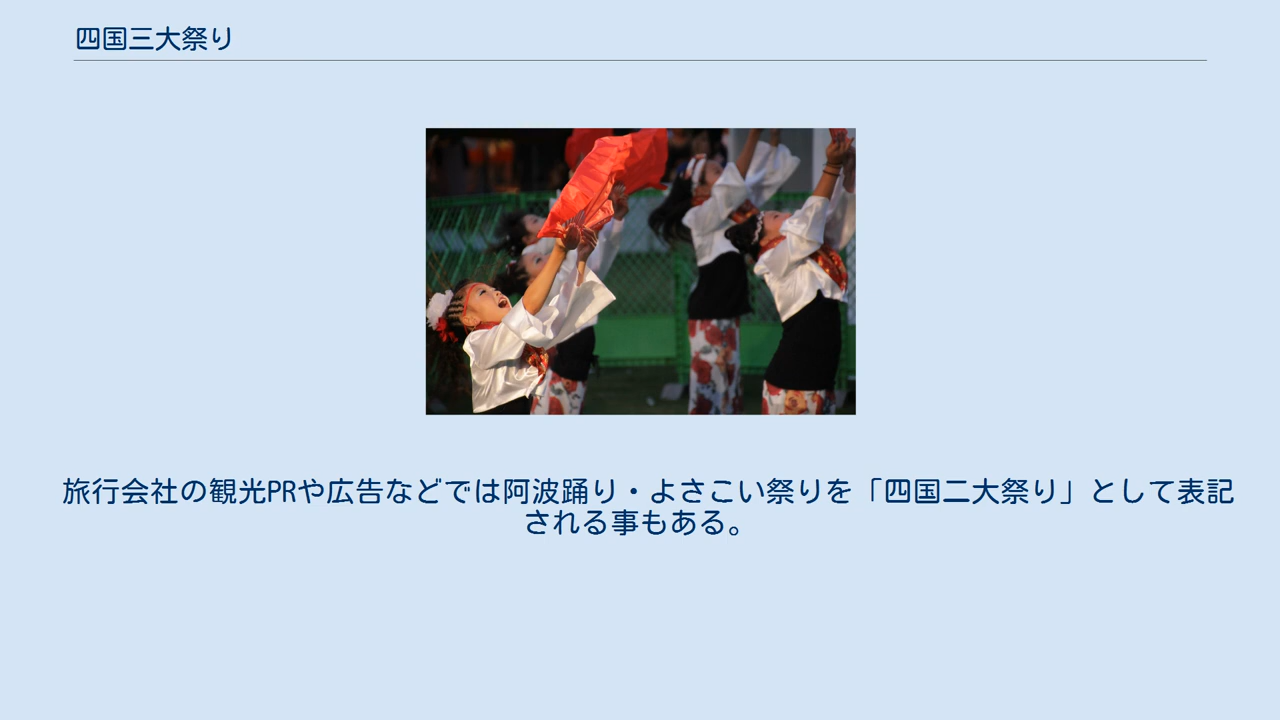 四国三大祭り
旅行会社の観光PRや広告などでは阿波踊り・よさこい祭りを「四国二大祭り」として表記
される事もある。